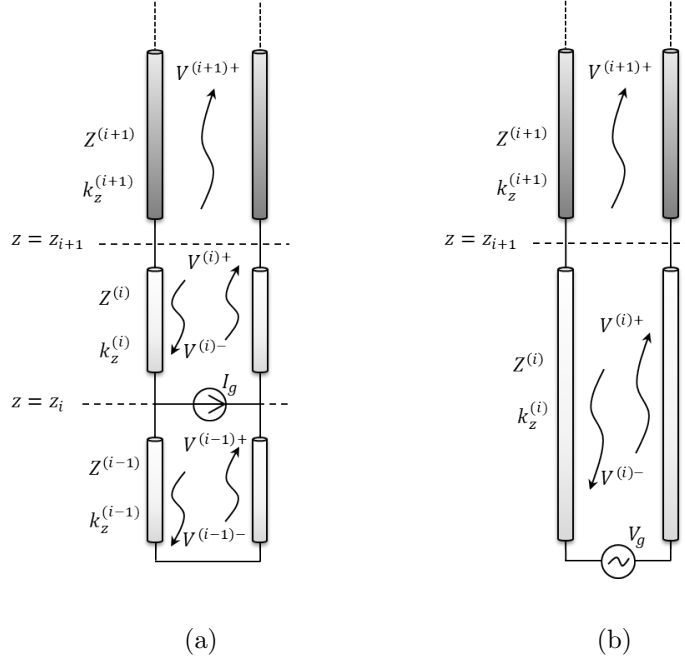 V^{(i+1)+}
Z^{(i+1)}
k_z^{(i+1)}
z = z_{i+1}
V^{(i)+}
Z^{(i)}
k_z^{(i)}
V^{(i)-}
I_g
z = z_i
V^{(i-1)+}
Z^{(i-1)}
k_z^{(i-1)}
V^{(i-1)-}
(a)
V^{(i+1)+}
Z^{(i+1)}
k_z^{(i+1)}
z = z_{i+1}
V^{(i)+}
Z^{(i)}
k_z^{(i)}
V^{(i)-}
V_g
(b)